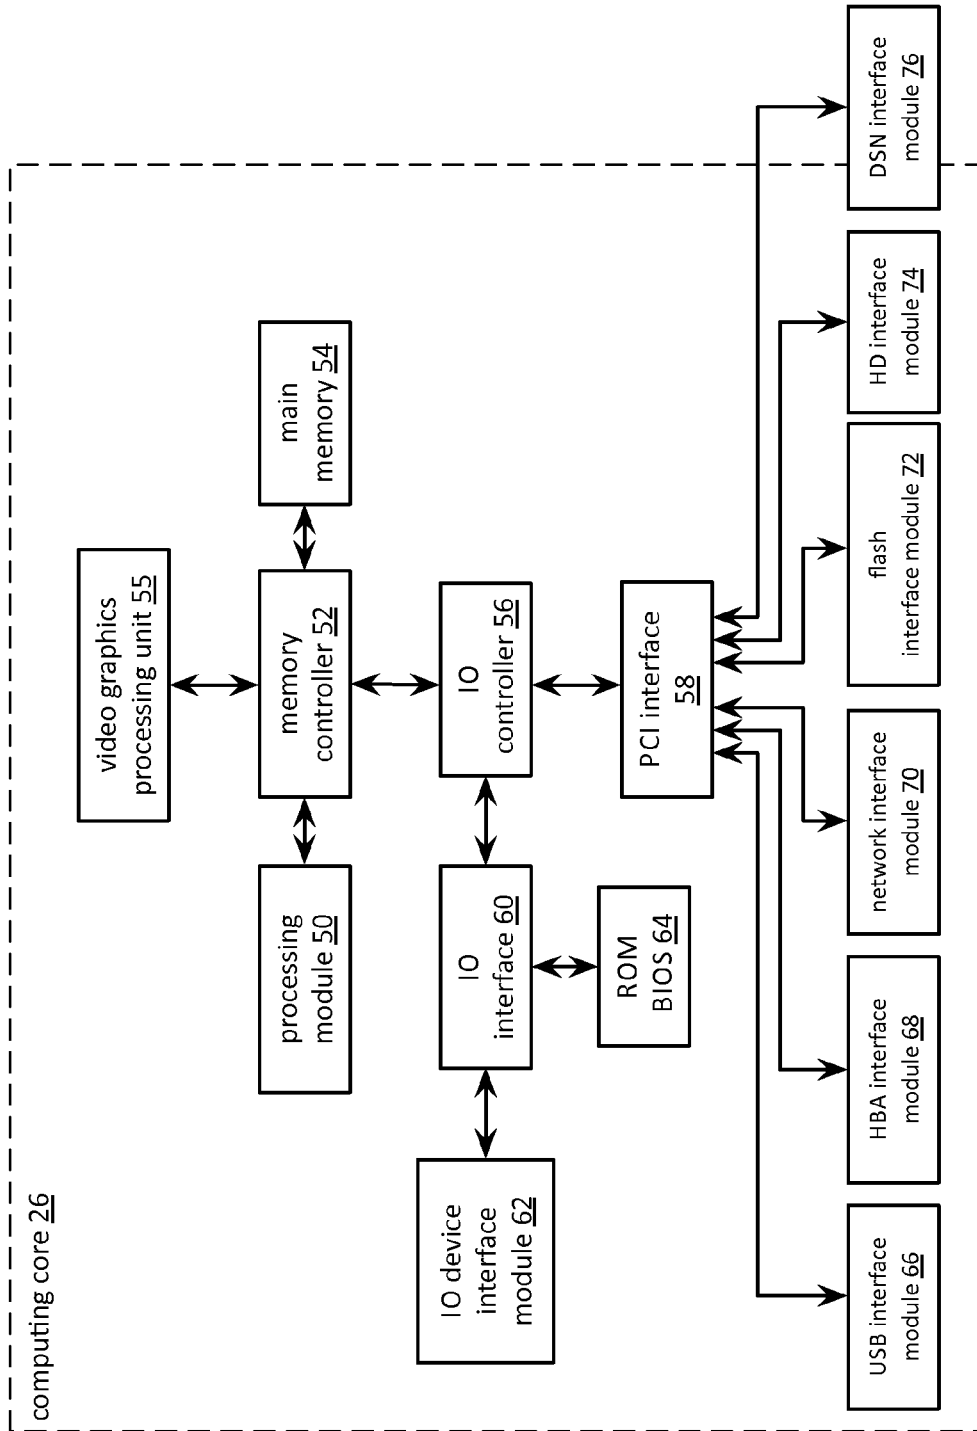 computing core 26
video graphics
processing unit 55
processing
module 50
memory
controller 52
main
memory 54
IO device
interface
module 62
IO
interface 60
IO
controller 56
ROM
BIOS 64
PCI interface
58
USB interface
module 66
HBA interface
module 68
network interface
module 70
flash
interface module 72
HD interface
module 74
DSN interface
module 76